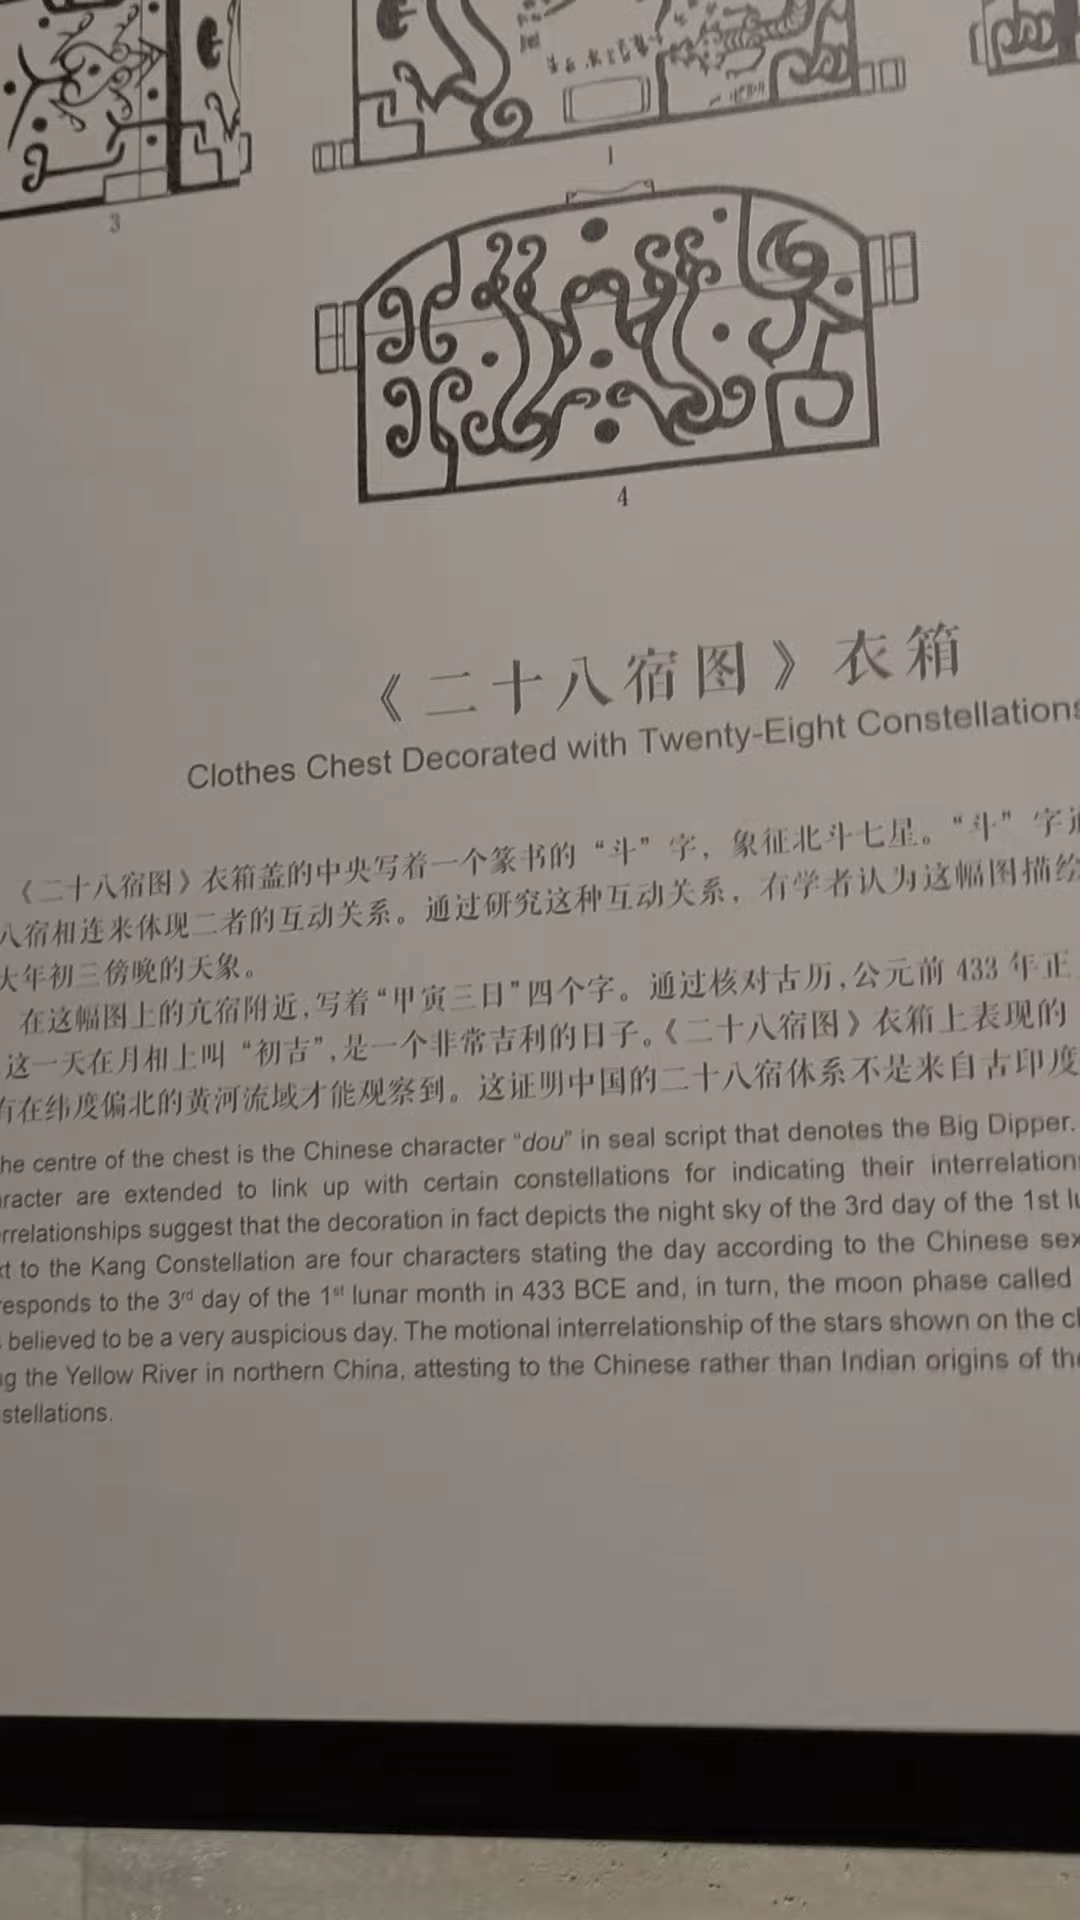 3
1
4
《二十八宿图》衣箱
Clothes Chest Decorated with Twenty-Eight Constellations
《二十八宿图》衣箱盖的中央写着一个篆书的“斗”字，象征北斗七星。“斗”字
八宿相连来体现二者的互动关系。通过研究这种互动关系，有学者认为这幅图描绘
大年初三傍晚的天象。
在这幅图上的亢宿附近，写着“甲寅三日”四个字。通过核对古历，公元前 433 年正
这一天在月相上叫“初吉”，是一个非常吉利的日子。《二十八宿图》衣箱上表现的
有在纬度偏北的黄河流域才能观察到。这证明中国的二十八宿体系不是来自古印度
he centre of the chest is the Chinese character “dou” in seal script that denotes the Big Dipper.
racter are extended to link up with certain constellations for indicating their interrelation
rrelationships suggest that the decoration in fact depicts the night sky of the 3rd day of the 1st lu
xt to the Kang Constellation are four characters stating the day according to the Chinese sex
responds to the 3rd day of the 1st lunar month in 433 BCE and, in turn, the moon phase called
believed to be a very auspicious day. The motional interrelationship of the stars shown on the c
g the Yellow River in northern China, attesting to the Chinese rather than Indian origins of th
stellations.